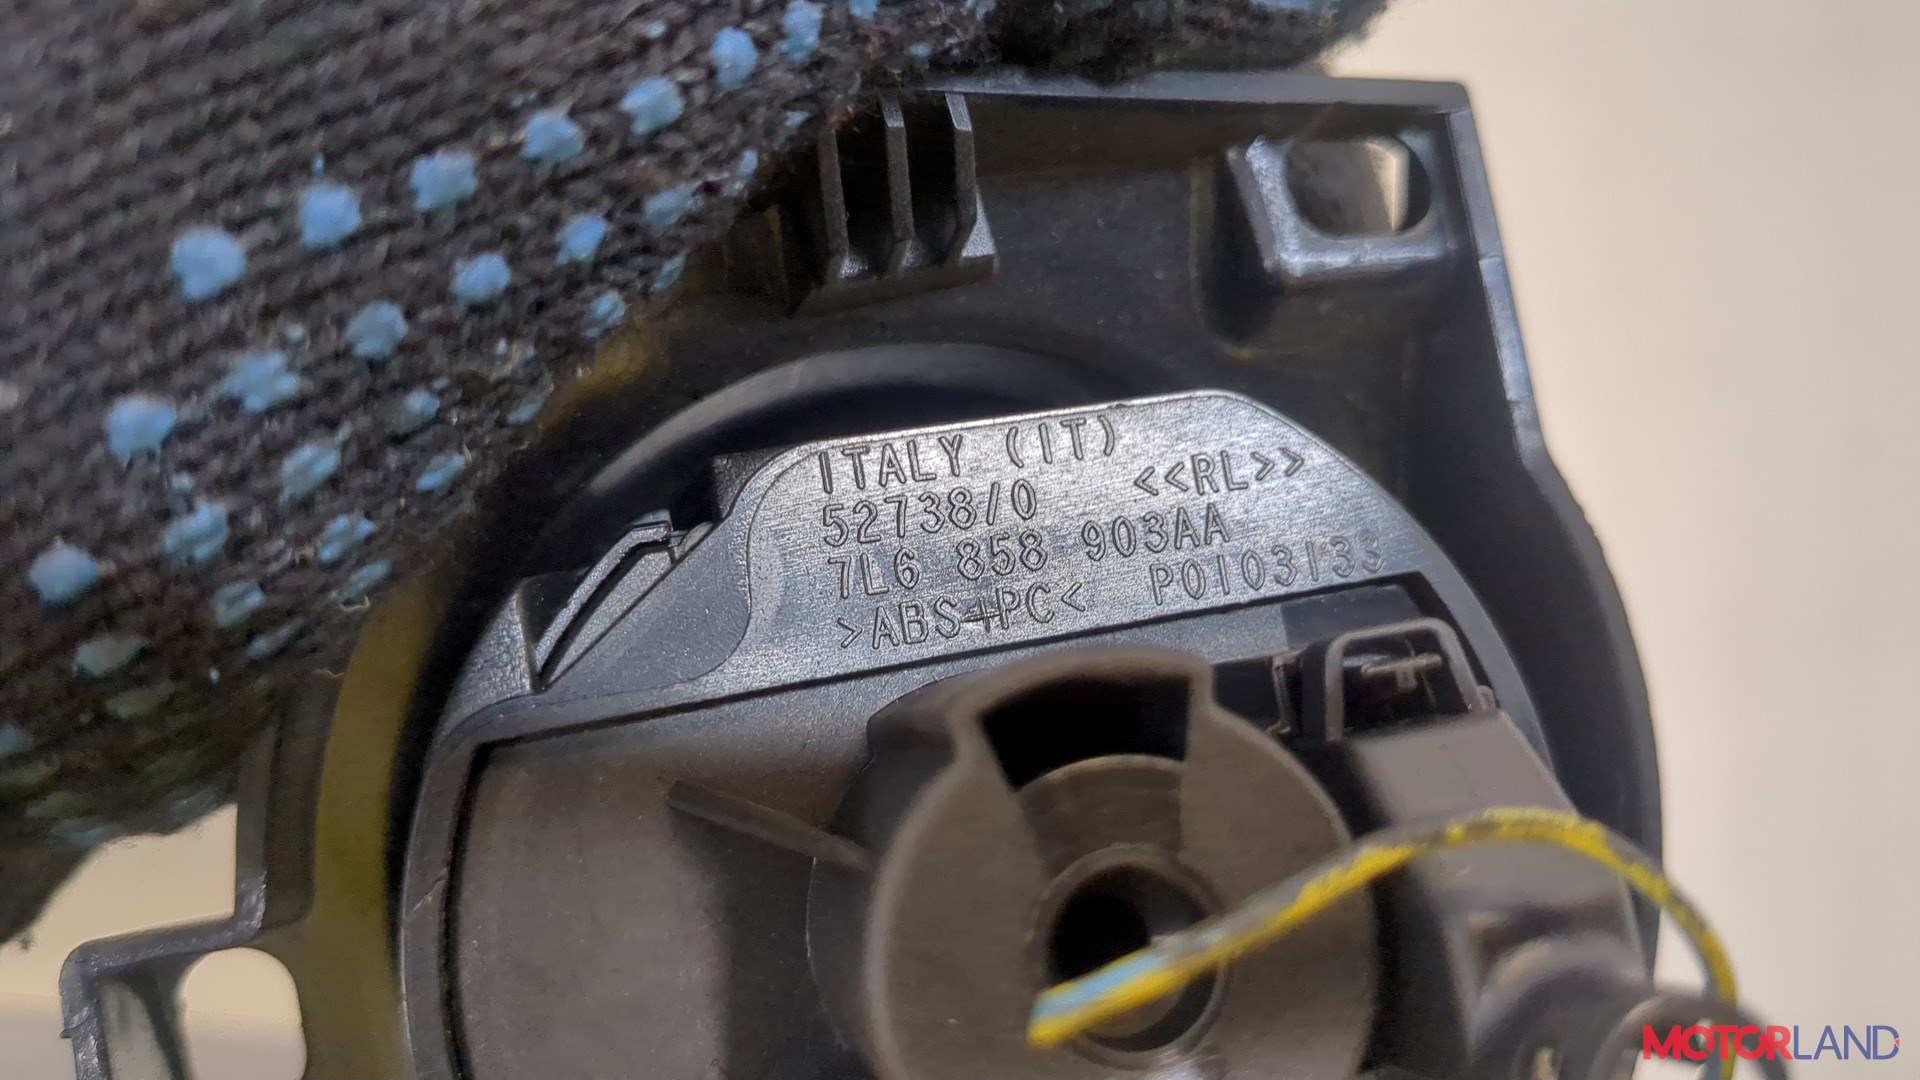 ITALY (IT)
52738/0 <<RL>>
7L6 858 903AA
>ABS+PC< P0103133
MOTORLAND